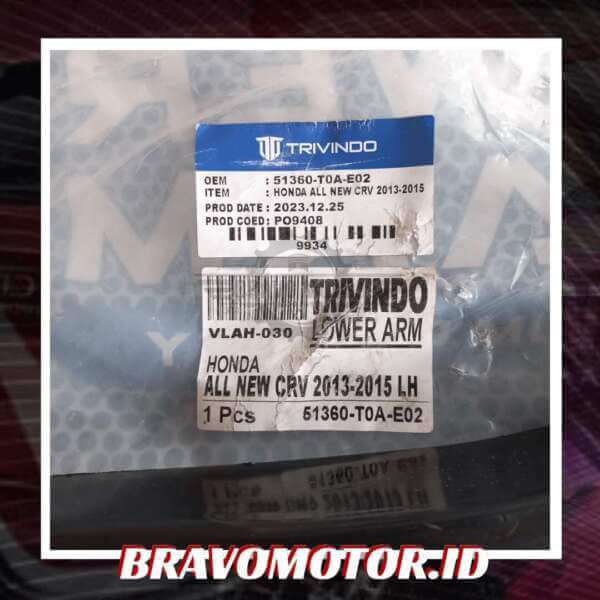 TRIVINDO
OEM : 51360-T0A-E02
ITEM : HONDA ALL NEW CRV 2013-2015
PROD DATE : 2023.12.25
PROD COED : PO9408
9934
VLAH-030
TRIVINDO
LOWER ARM
HONDA
ALL NEW CRV 2013-2015 LH
1 Pcs 51360-T0A-E02
BRAVOMOTOR.ID